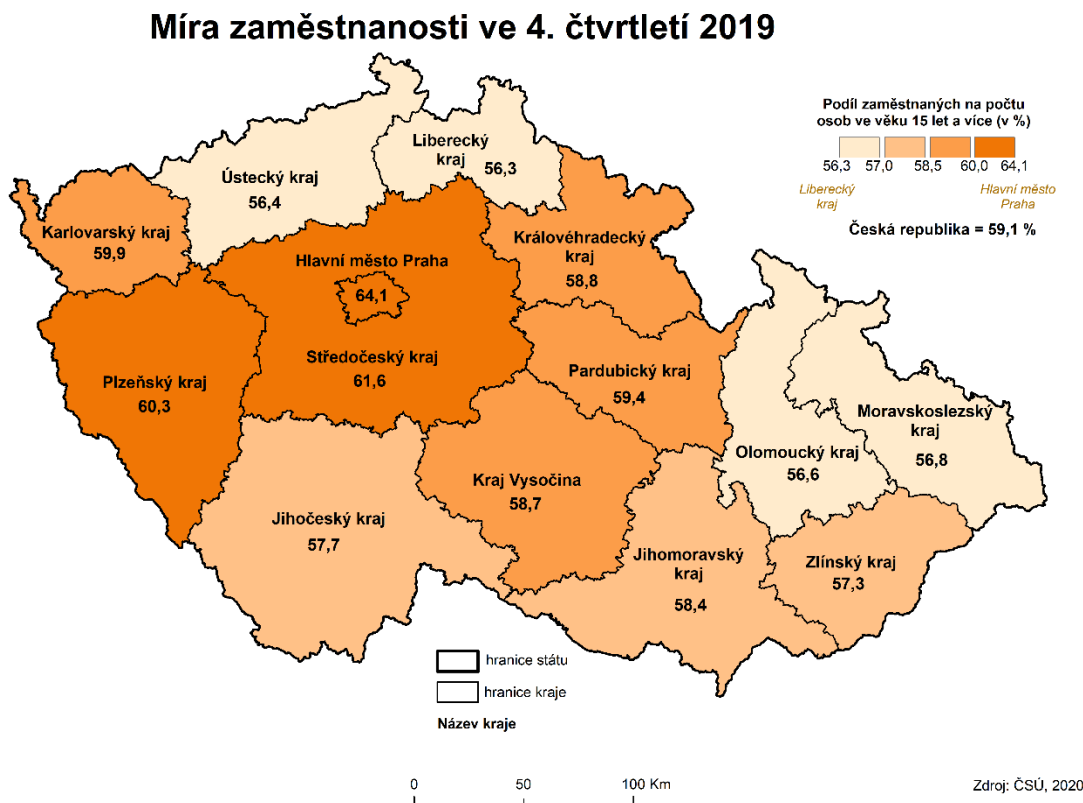 Míra zaměstnanosti ve 4. čtvrtletí 2019
Podíl zaměstnaných na počtu
osob ve věku 15 let a více (v %)
56,3 57,0 58,5 60,0 64,1
Liberecký
kraj
Hlavní město
Praha
Česká republika = 59,1 %
Liberecký
kraj 56,3
Ústecký kraj
56,4
Karlovarský kraj
59,9
Královéhradecký
kraj
58,8
Hlavní město Praha
64,1
Středočeský kraj
61,6
Plzeňský kraj
60,3
Pardubický kraj
59,4
Moravskoslezský
kraj
56,8
Olomoucký kraj
56,6
Kraj Vysočina
58,7
Jihočeský kraj
57,7
Jihomoravský
kraj
58,4
Zlínský kraj
57,3
hranice státu
hranice kraje
Název kraje
0 50 100 Km
Zdroj: ČSÚ, 2020